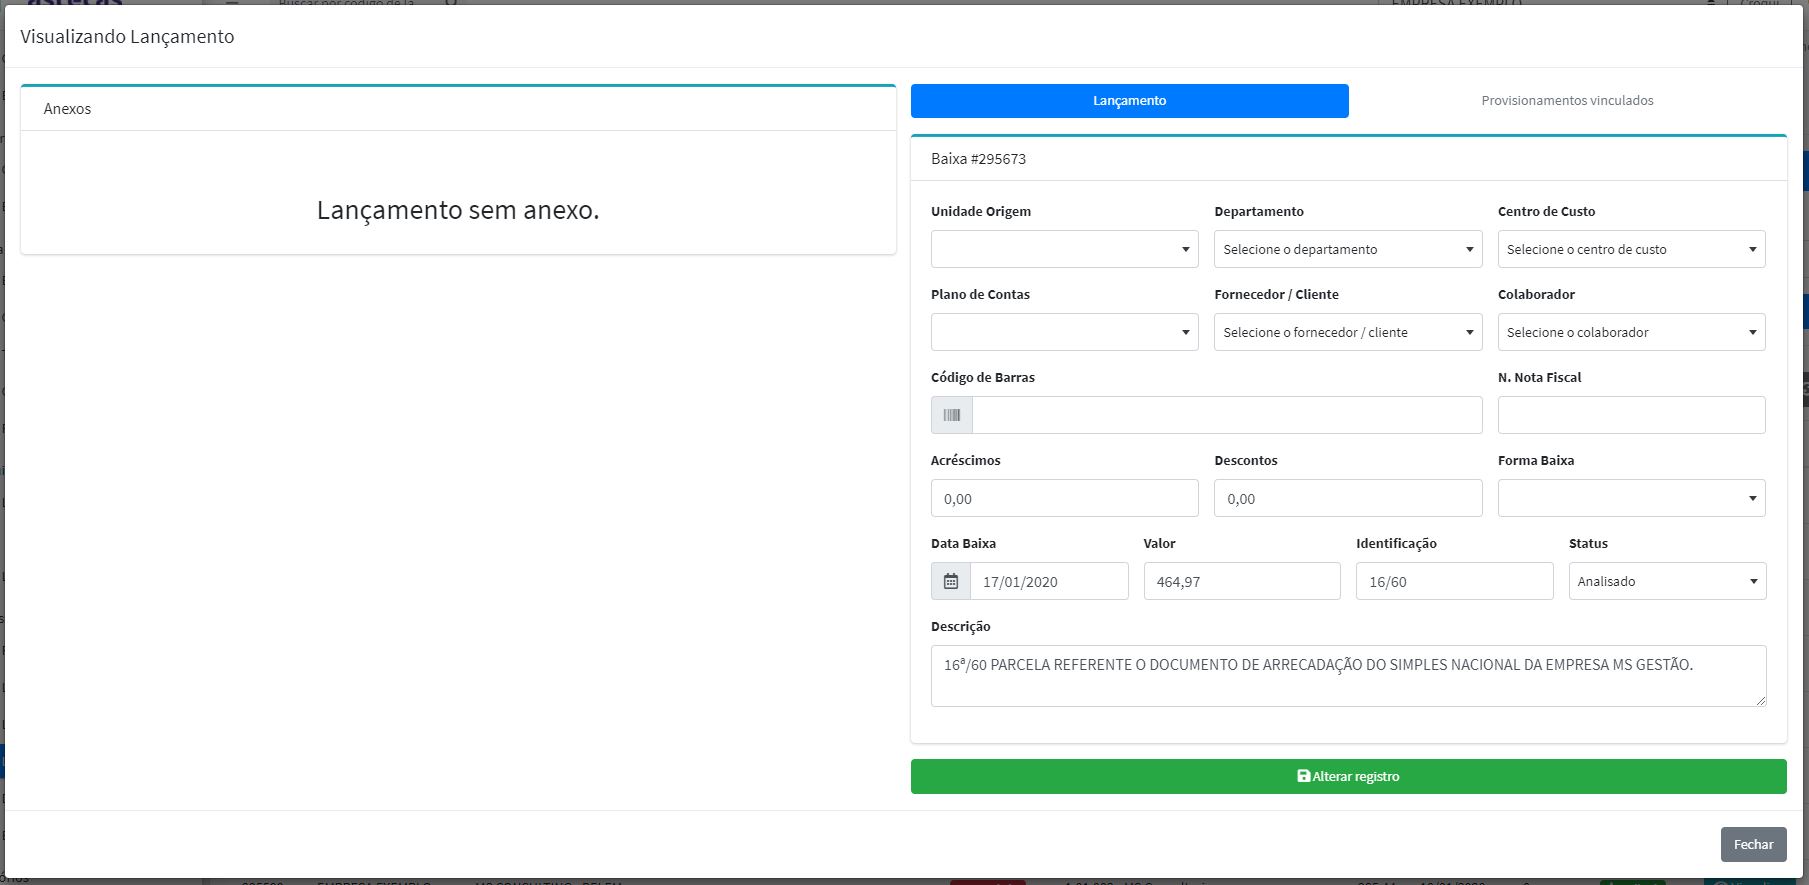 Visualizando Lançamento
Anexos
Lançamento sem anexo.
Lançamento
Provisionamentos vinculados
Baixa #295673
Unidade Origem
Departamento
Centro de Custo
Selecione o departamento
Selecione o centro de custo
Plano de Contas
Fornecedor / Cliente
Colaborador
Selecione o fornecedor / cliente
Selecione o colaborador
Código de Barras
N. Nota Fiscal
Acréscimos
Descontos
Forma Baixa
0,00
0,00
Data Baixa
Valor
Identificação
Status
17/01/2020
464,97
16/60
Analisado
Descrição
16ª/60 PARCELA REFERENTE O DOCUMENTO DE ARRECADAÇÃO DO SIMPLES NACIONAL DA EMPRESA MS GESTÃO.
Alterar registro
Fechar